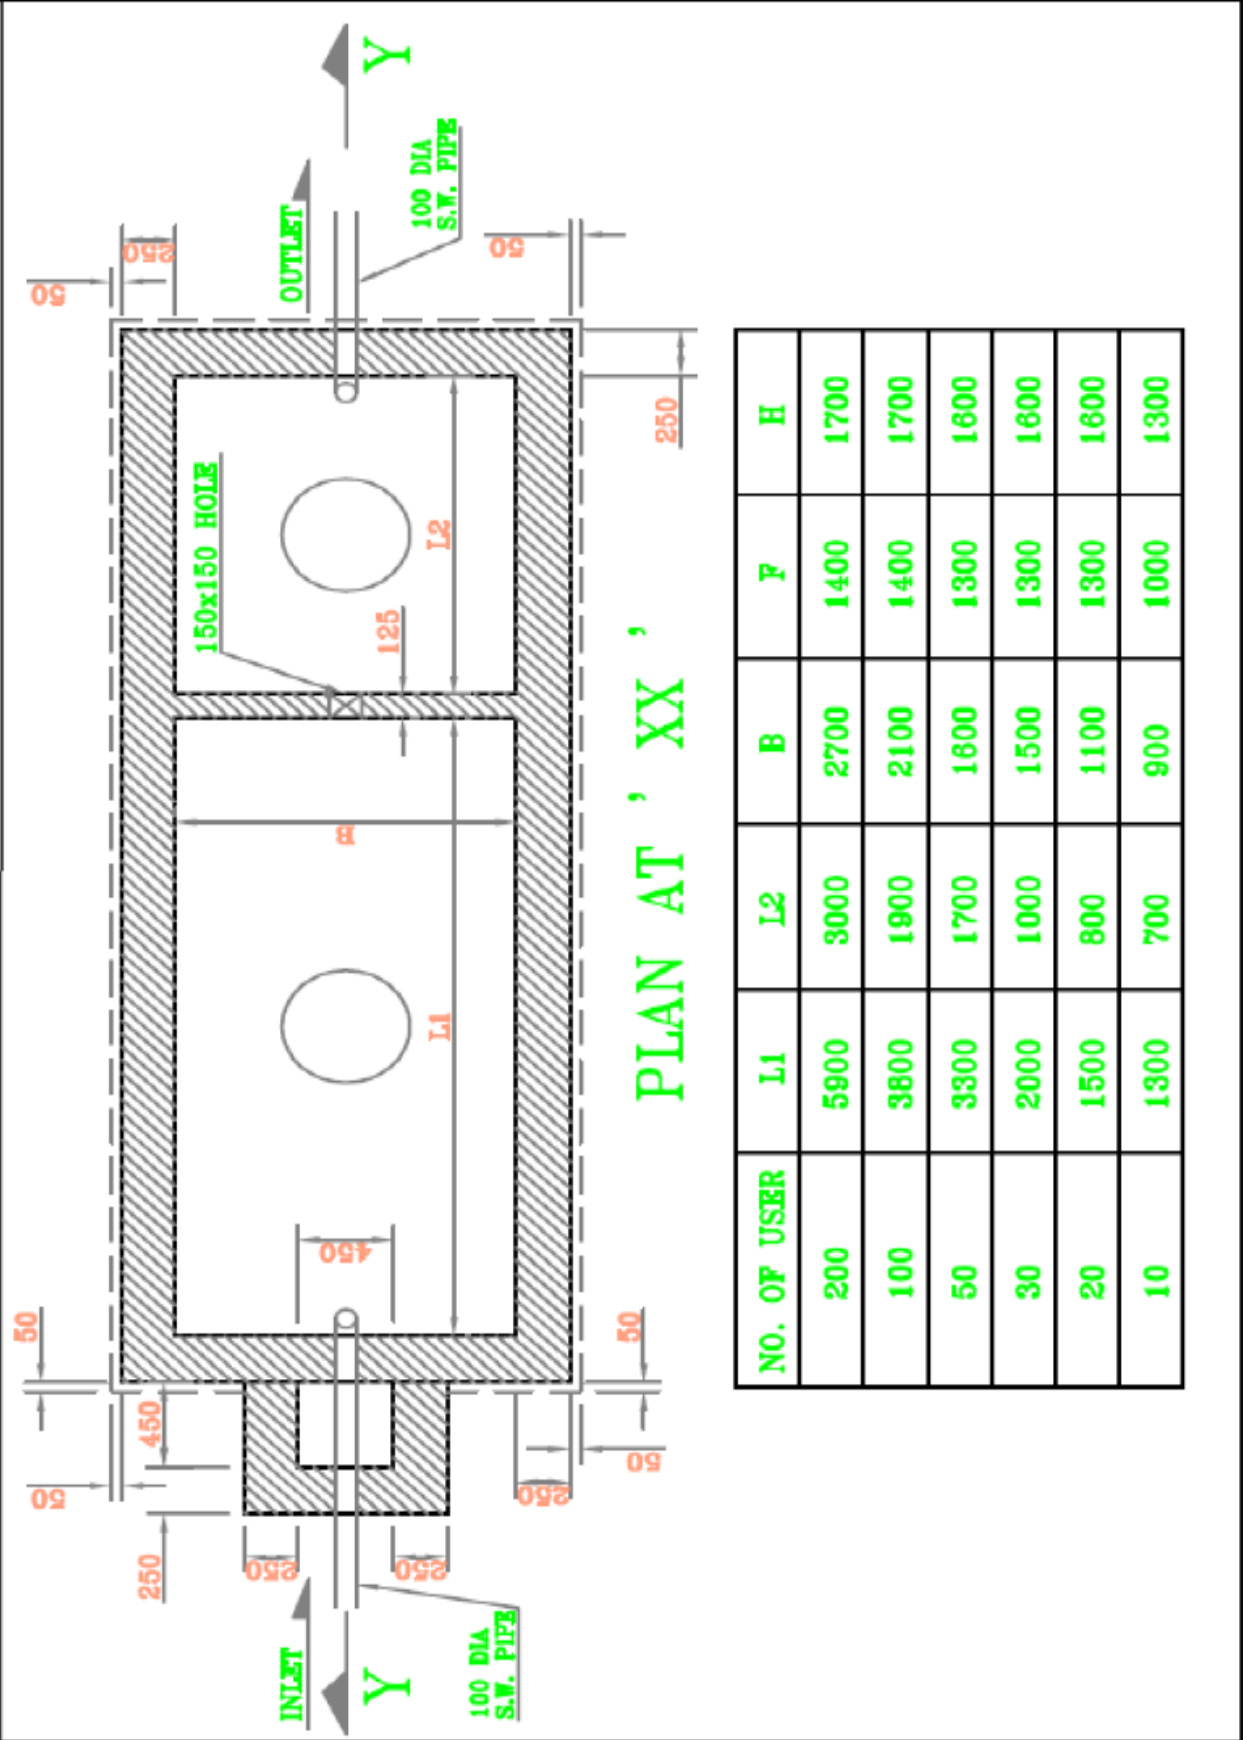 INLET
Y
100 DIA
S.W. PIPE
250
450
50
50
250
250
450
L1
B
125
150x150 HOLE
L2
OUTLET
Y
100 DIA
S.W. PIPE
50
250
50
250
250
50
50
PLAN AT ' XX '
NO. OF USER L1 L2 B F H
200 5900 3000 2700 1400 1700
100 3800 1900 2100 1400 1700
50 3300 1700 1600 1300 1600
30 2000 1000 1500 1300 1600
20 1500 800 1100 1300 1600
10 1300 700 900 1000 1300